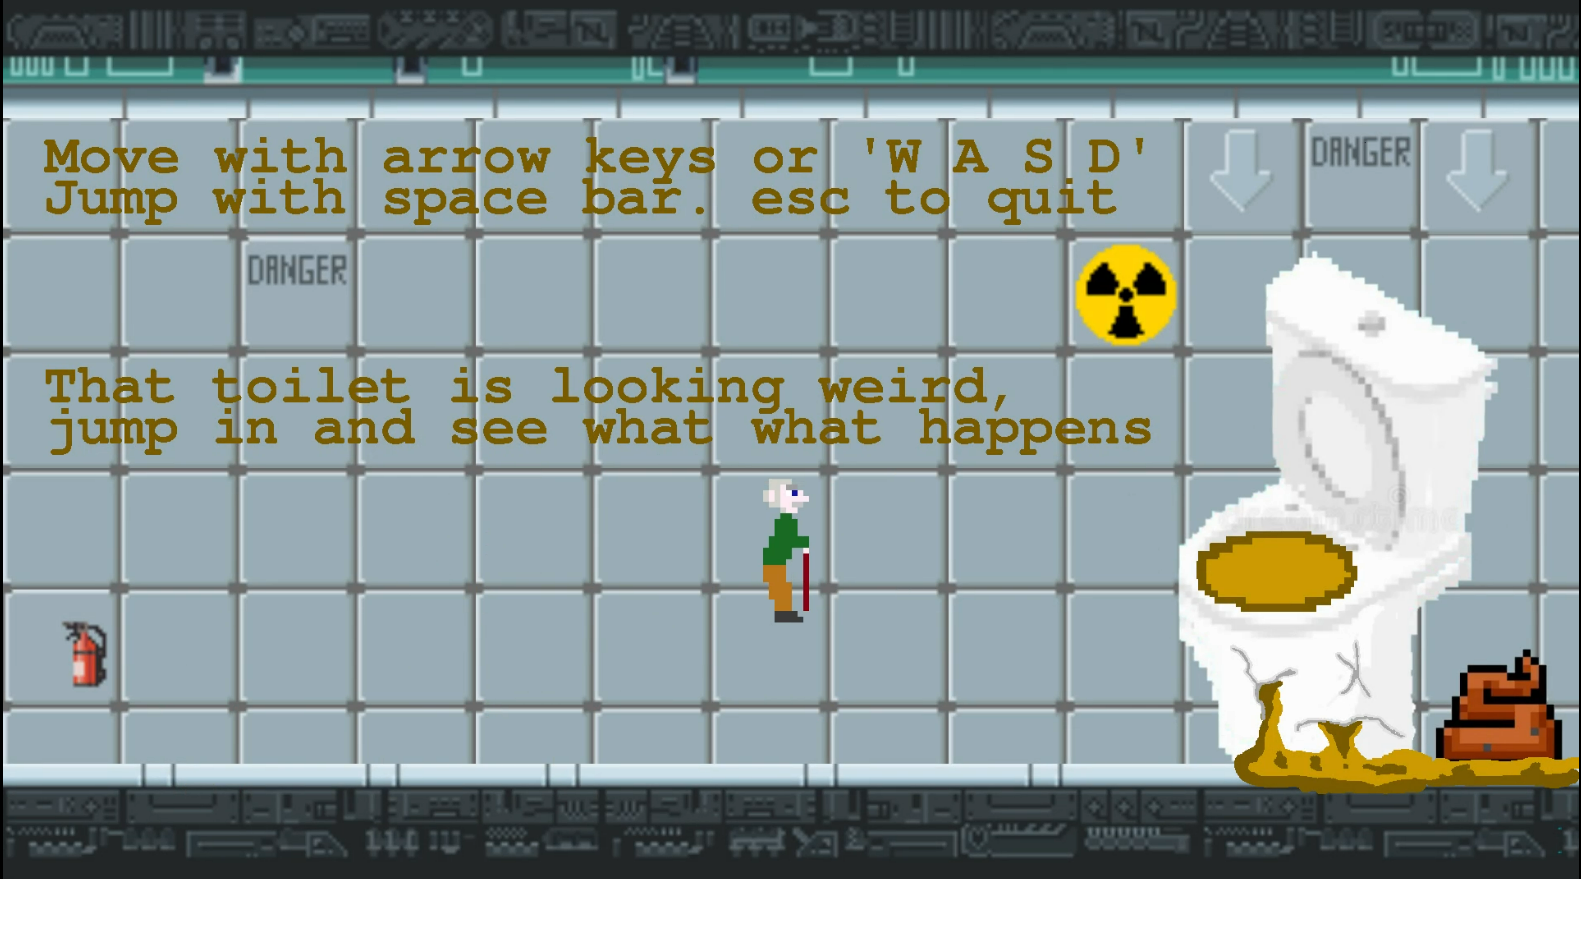 Move with arrow keys or 'W A S D'
Jump with space bar. esc to quit
DANGER
DANGER
That toilet is looking weird,
jump in and see what what happens